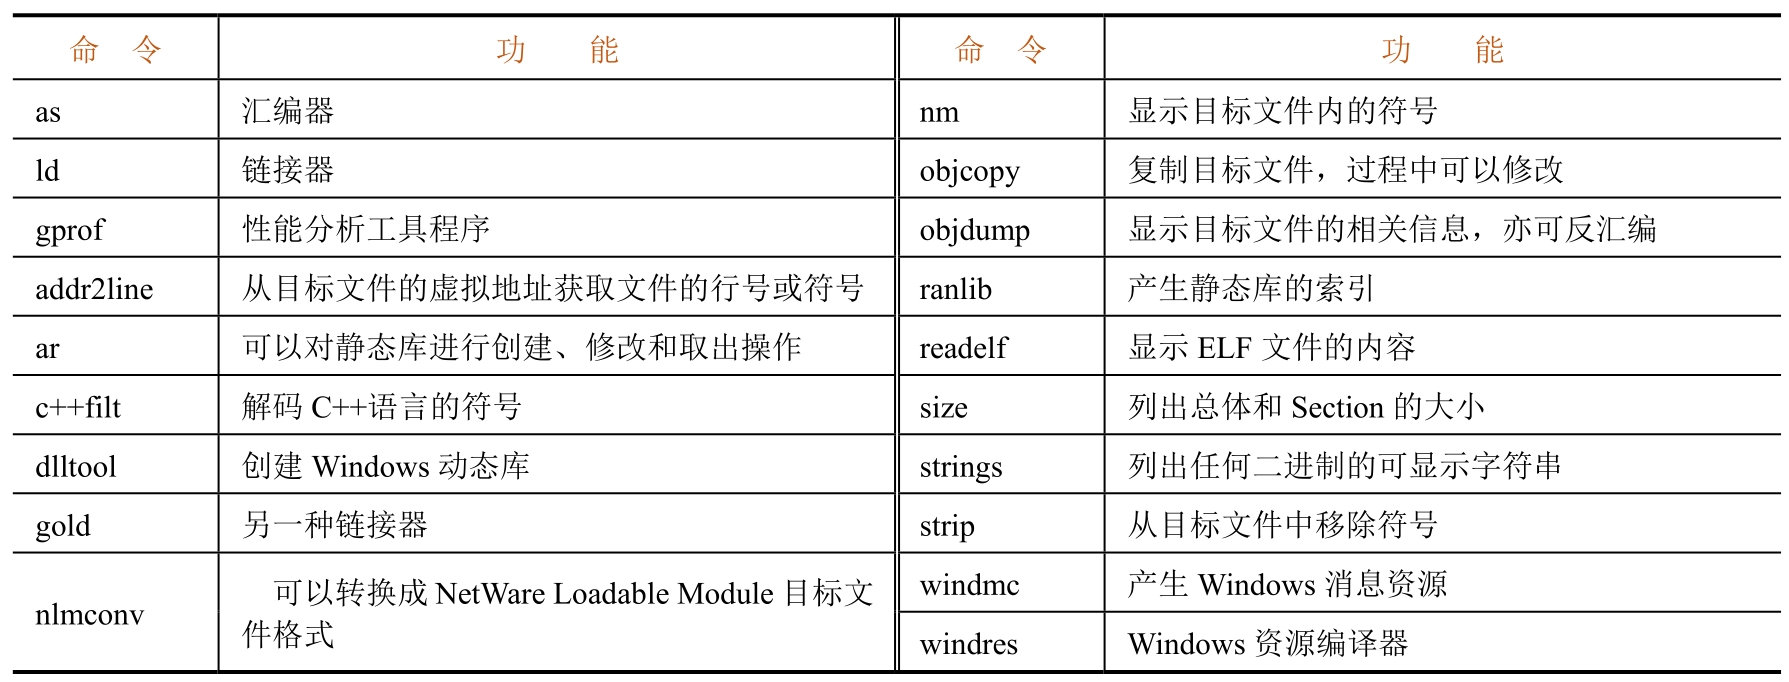 命 令 功 能 命 令 功 能
as 汇编器 nm 显示目标文件内的符号
ld 链接器 objcopy 复制目标文件，过程中可以修改
gprof 性能分析工具程序 objdump 显示目标文件的相关信息，亦可反汇编
addr2line 从目标文件的虚拟地址获取文件的行号或符号 ranlib 产生静态库的索引
ar 可以对静态库进行创建、修改和取出操作 readelf 显示 ELF 文件的内容
c++filt 解码 C++语言的符号 size 列出总体和 Section 的大小
dlltool 创建 Windows 动态库 strings 列出任何二进制的可显示字符串
gold 另一种链接器 strip 从目标文件中移除符号
nlmconv 可以转换成 NetWare Loadable Module 目标文
件格式
windmc 产生 Windows 消息资源
windres Windows 资源编译器